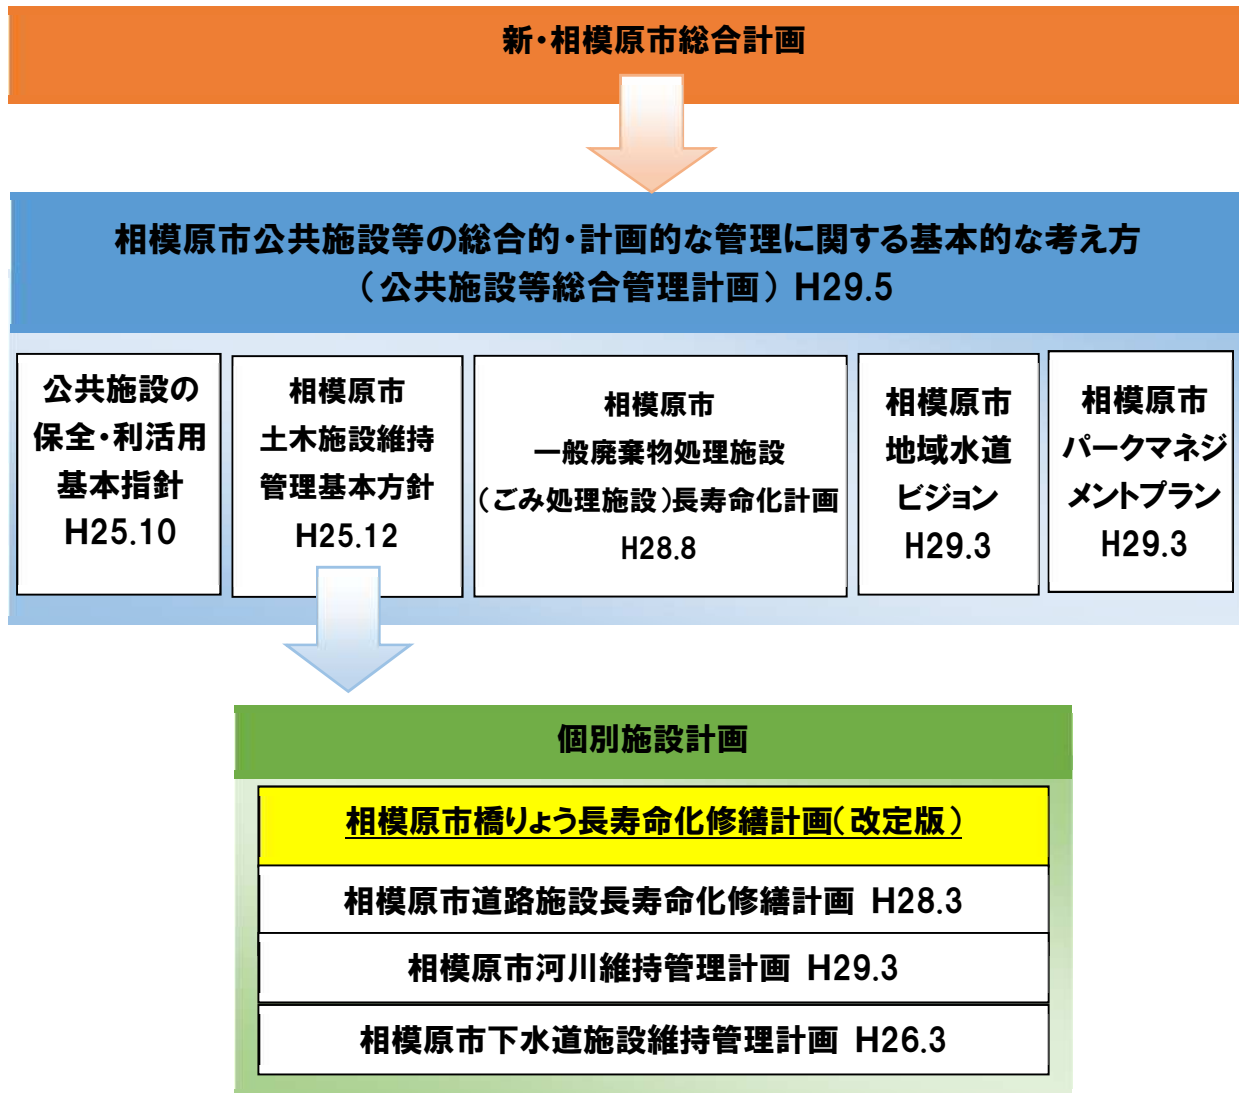 新・相模原市総合計画
相模原市公共施設等の総合的・計画的な管理に関する基本的な考え方
（公共施設等総合管理計画）H29.5
公共施設の
保全・利活用
基本指針
H25.10
相模原市
土木施設維持
管理基本方針
H25.12
相模原市
一般廃棄物処理施設
（ごみ処理施設）長寿命化計画
H28.8
相模原市
地域水道
ビジョン
H29.3
相模原市
パークマネジ
メントプラン
H29.3
個別施設計画
相模原市橋りょう長寿命化修繕計画（改定版）
相模原市道路施設長寿命化修繕計画 H28.3
相模原市河川維持管理計画 H29.3
相模原市下水道施設維持管理計画 H26.3